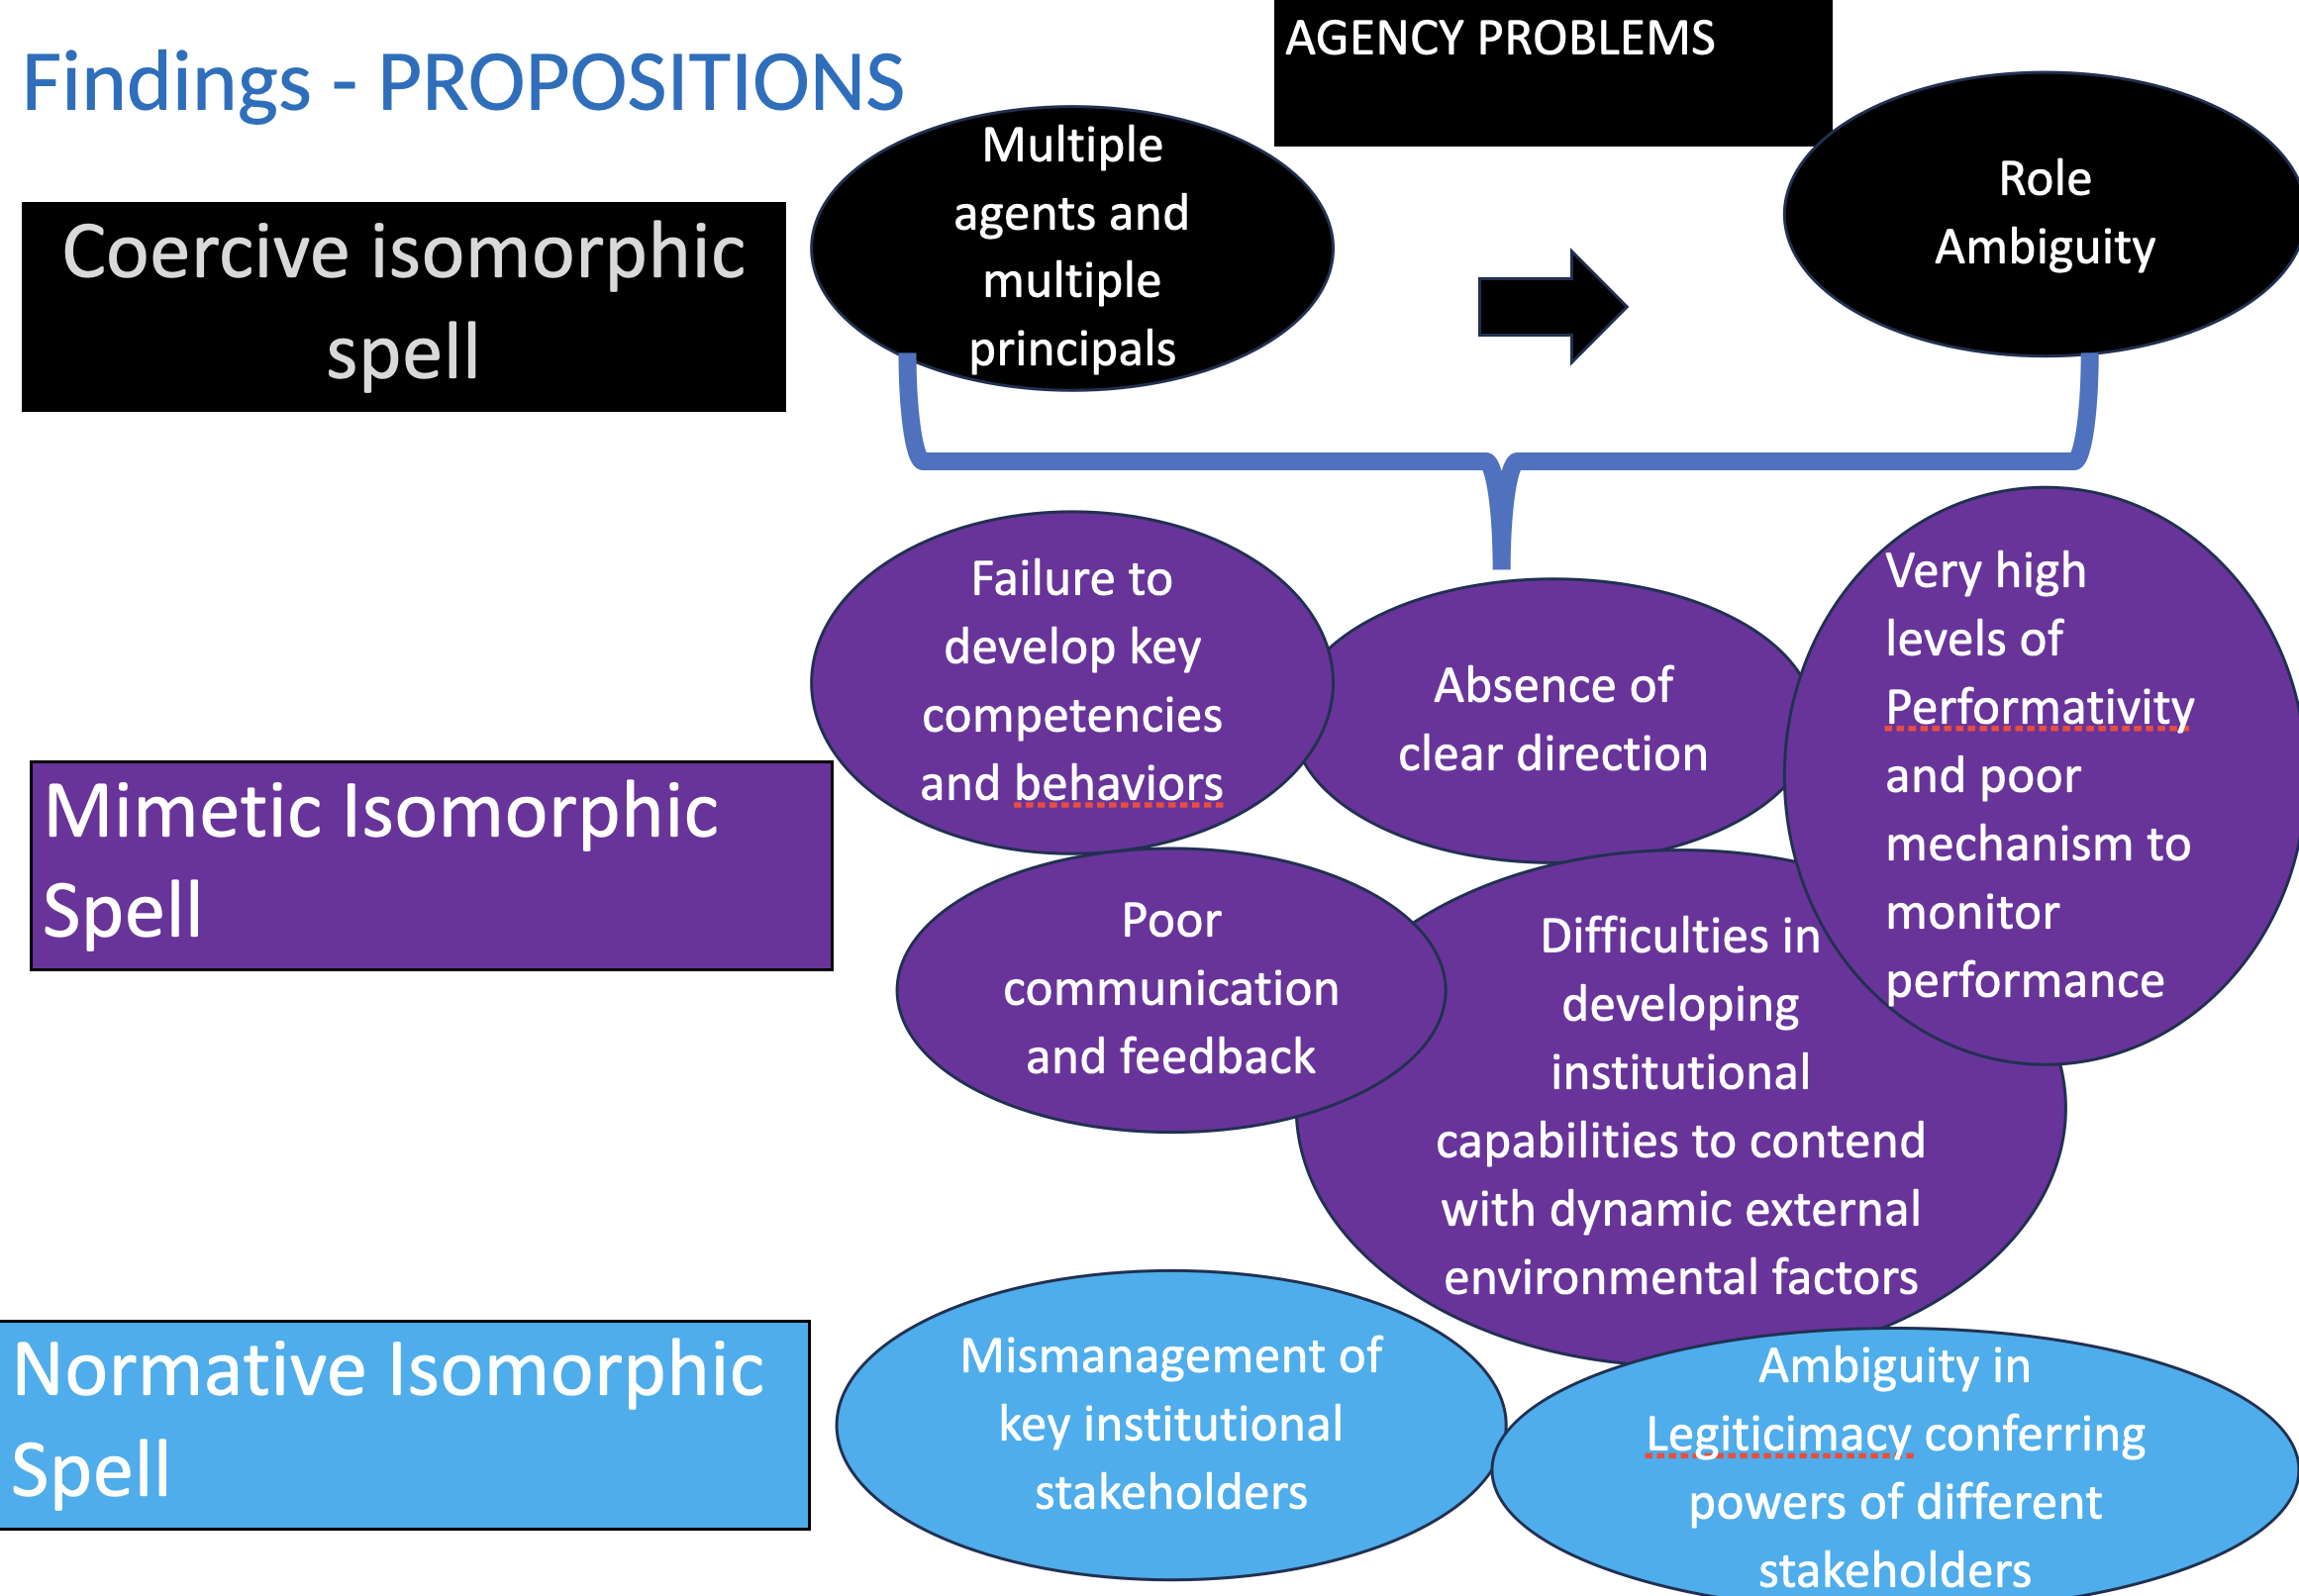 Findings - PROPOSITIONS
AGENCY PROBLEMS
Coercive isomorphic
spell
Multiple
agents and
multiple
principals
Role
Ambiguity
Mimetic Isomorphic
Spell
Failure to
develop key
competencies
and behaviors
Absence of
clear direction
Very high
levels of
Performativity
and poor
mechanism to
monitor
performance
Poor
communication
and feedback
Difficulties in
developing
institutional
capabilities to contend
with dynamic external
environmental factors
Normative Isomorphic
Spell
Mismanagement of
key institutional
stakeholders
Ambiguity in
Legiticimacy conferring
powers of different
stakeholders